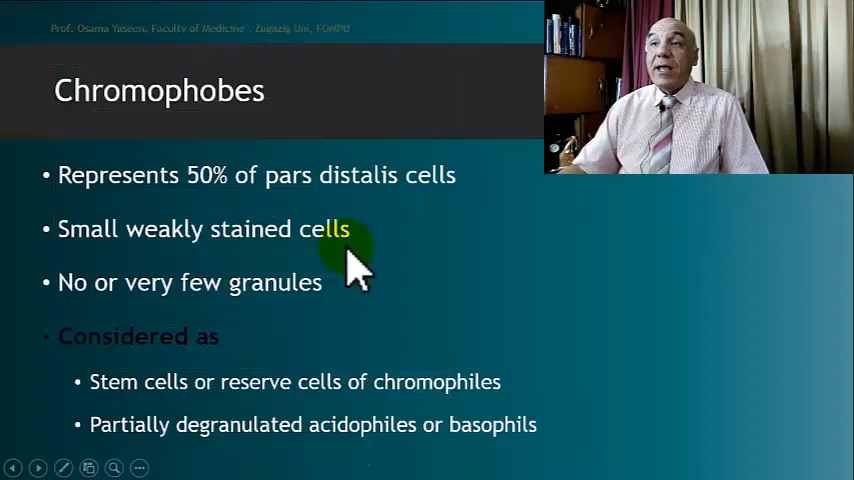 Prof. Osama Yaseen, Faculty of Medicine . Zagazig Uni, FOMPU
Chromophobes
• Represents 50% of pars distalis cells
• Small weakly stained cells
• No or very few granules
• Considered as
• Stem cells or reserve cells of chromophiles
• Partially degranulated acidophiles or basophils